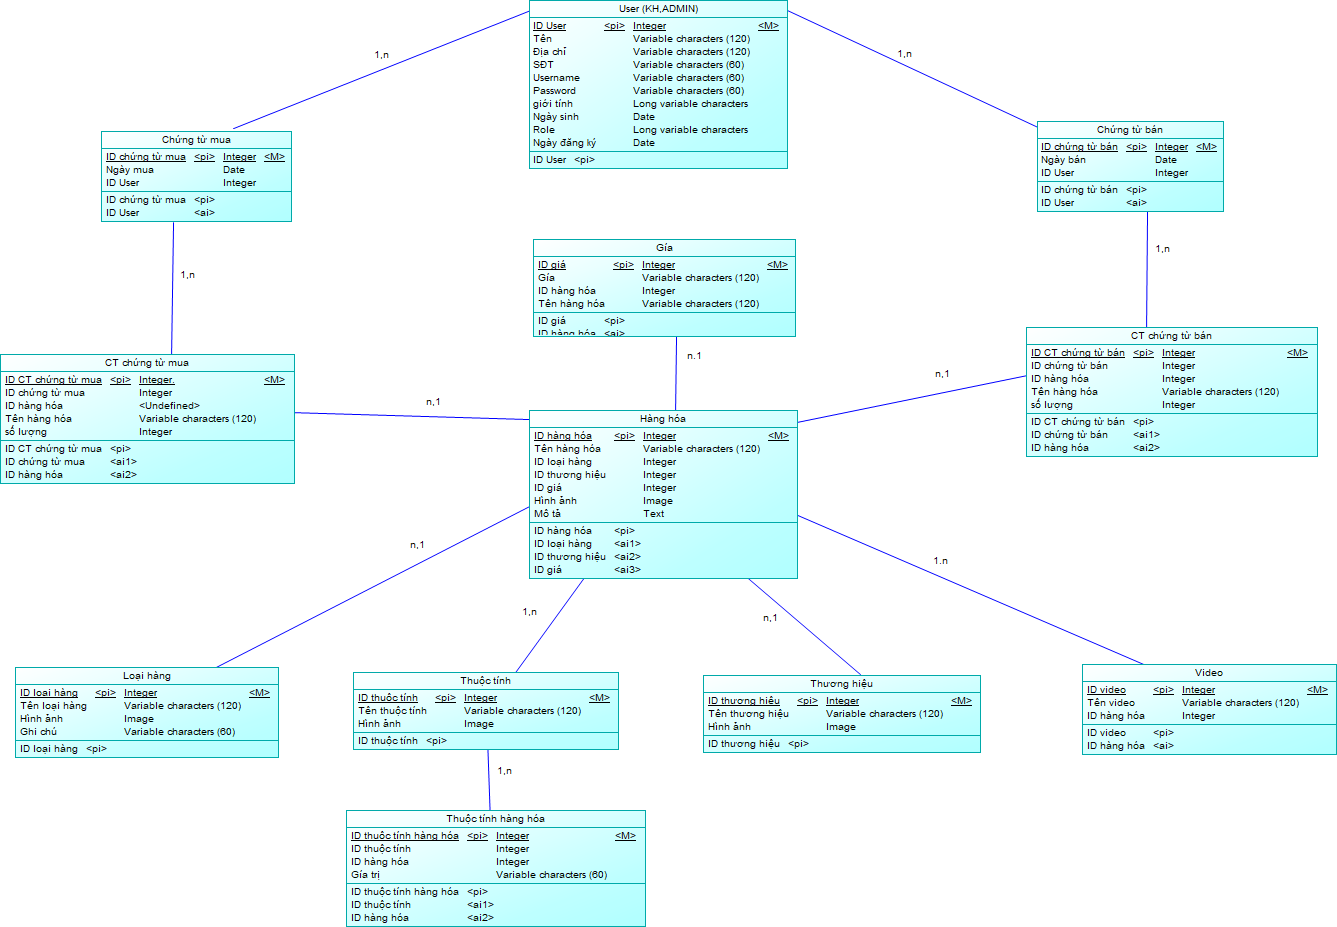 User (KH,ADMIN)
ID User <pi> Integer <M>
Tên Variable characters (120)
Địa chỉ Variable characters (120)
SĐT Variable characters (60)
Username Variable characters (60)
Password Variable characters (60)
giới tính Long variable characters
Ngày sinh Date
Role Long variable characters
Ngày đăng ký Date
ID User <pi>
1,n
1,n
Chứng từ mua
ID chứng từ mua <pi> Integer <M>
Ngày mua Date
ID User Integer
ID chứng từ mua <pi>
ID User <ai>
Chứng từ bán
ID chứng từ bán <pi> Integer <M>
Ngày bán Date
ID User Integer
ID chứng từ bán <pi>
ID User <ai>
1,n
1,n
Gía
ID giá <pi> Integer <M>
Gía Variable characters (120)
ID hàng hóa Integer
Tên hàng hóa Variable characters (120)
ID giá <pi>
ID hàng hóa <ai>
n.1
CT chứng từ mua
ID CT chứng từ mua <pi> Integer. <M>
ID chứng từ mua Integer
ID hàng hóa <Undefined>
Tên hàng hóa Variable characters (120)
số lượng Integer
ID CT chứng từ mua <pi>
ID chứng từ mua <ai1>
ID hàng hóa <ai2>
CT chứng từ bán
ID CT chứng từ bán <pi> Integer <M>
ID chứng từ bán Integer
ID hàng hóa Integer
Tên hàng hóa Variable characters (120)
số lượng Integer
ID CT chứng từ bán <pi>
ID chứng từ bán <ai1>
ID hàng hóa <ai2>
n,1
n,1
Hàng hóa
ID hàng hóa <pi> Integer <M>
Tên hàng hóa Variable characters (120)
ID loại hàng Integer
ID thương hiệu Integer
ID giá Integer
Hình ảnh Image
Mô tả Text
ID hàng hóa <pi>
ID loại hàng <ai1>
ID thương hiệu <ai2>
ID giá <ai3>
n,1
1,n
n,1
1.n
Loại hàng
ID loại hàng <pi> Integer <M>
Tên loại hàng Variable characters (120)
Hình ảnh Image
Ghi chú Variable characters (60)
ID loại hàng <pi>
Thuộc tính
ID thuộc tính <pi> Integer <M>
Tên thuộc tính Variable characters (120)
Hình ảnh Image
ID thuộc tính <pi>
Thương hiệu
ID thương hiệu <pi> Integer <M>
Tên thương hiệu Variable characters (120)
Hình ảnh Image
ID thương hiệu <pi>
Video
ID video <pi> Integer <M>
Tên video Variable characters (120)
ID hàng hóa Integer
ID video <pi>
ID hàng hóa <ai>
1,n
Thuộc tính hàng hóa
ID thuộc tính hàng hóa <pi> Integer <M>
ID thuộc tính Integer
ID hàng hóa Integer
Gía trị Variable characters (60)
ID thuộc tính hàng hóa <pi>
ID thuộc tính <ai1>
ID hàng hóa <ai2>